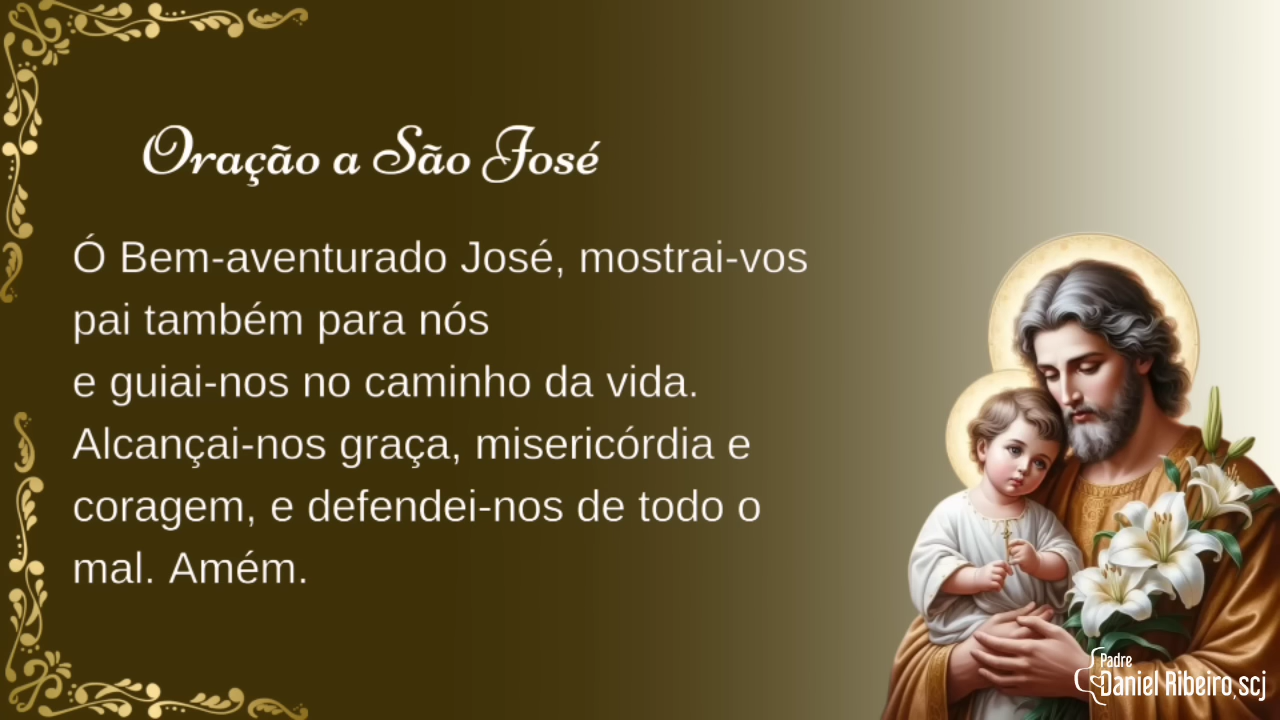 Oração a São José
Ó Bem-aventurado José, mostrai-vos
pai também para nós
e guiai-nos no caminho da vida.
Alcançai-nos graça, misericórdia e
coragem, e defendei-nos de todo o
mal. Amém.
Padre
Daniel Ribeiro, scj